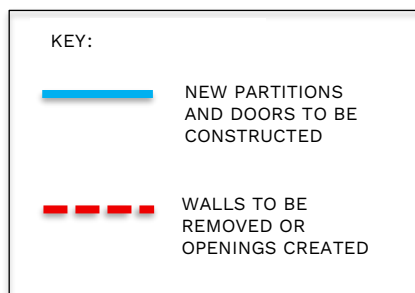 KEY:
NEW PARTITIONS
AND DOORS TO BE
CONSTRUCTED
WALLS TO BE
REMOVED OR
OPENINGS CREATED